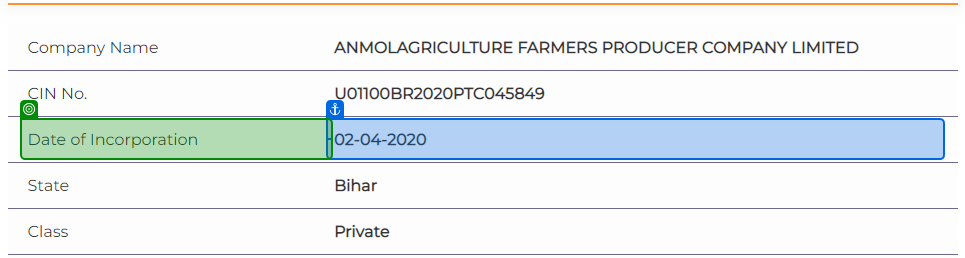 Company Name ANMOLAGRICULTURE FARMERS PRODUCER COMPANY LIMITED
CIN No. U01100BR2020PTC045849
Date of Incorporation 02-04-2020
State Bihar
Class Private